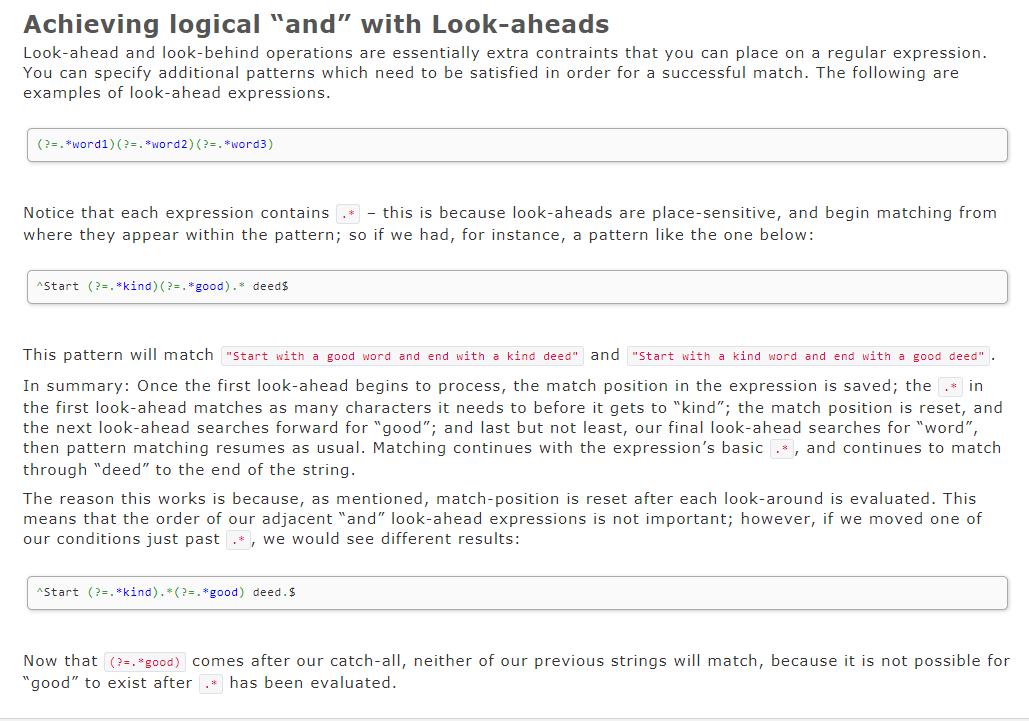 Achieving logical “and” with Look-aheads
Look-ahead and look-behind operations are essentially extra contraints that you can place on a regular expression.
You can specify additional patterns which need to be satisfied in order for a successful match. The following are
examples of look-ahead expressions.
(?=.*word1)(?=.*word2)(?=.*word3)
Notice that each expression contains .* – this is because look-aheads are place-sensitive, and begin matching from
where they appear within the pattern; so if we had, for instance, a pattern like the one below:
^Start (?=.*kind)(?=.*good).* deed$
This pattern will match "Start with a good word and end with a kind deed" and "Start with a kind word and end with a good deed".
In summary: Once the first look-ahead begins to process, the match position in the expression is saved; the .* in
the first look-ahead matches as many characters it needs to before it gets to “kind”; the match position is reset, and
the next look-ahead searches forward for “good”; and last but not least, our final look-ahead searches for “word”,
then pattern matching resumes as usual. Matching continues with the expression’s basic .*, and continues to match
through “deed” to the end of the string.
The reason this works is because, as mentioned, match-position is reset after each look-around is evaluated. This
means that the order of our adjacent “and” look-ahead expressions is not important; however, if we moved one of
our conditions just past .*, we would see different results:
^Start (?=.*kind).*(?=.*good) deed.$
Now that (?=.*good) comes after our catch-all, neither of our previous strings will match, because it is not possible for
“good” to exist after .* has been evaluated.